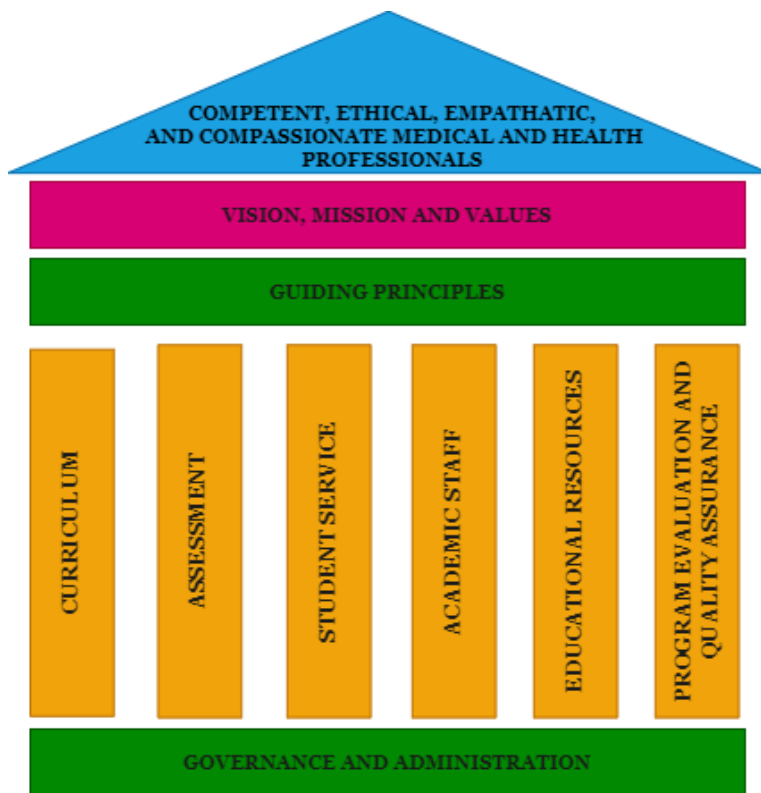 COMPETENT, ETHICAL, EMPATHATIC,
AND COMPASSIONATE MEDICAL AND HEALTH
PROFESSIONALS
VISION, MISSION AND VALUES
GUIDING PRINCIPLES
CURRICULUM
ASSESSMENT
STUDENT SERVICE
ACADEMIC STAFF
EDUCATIONAL RESOURCES
PROGRAM EVALUATION AND
QUALITY ASSURANCE
GOVERNANCE AND ADMINISTRATION